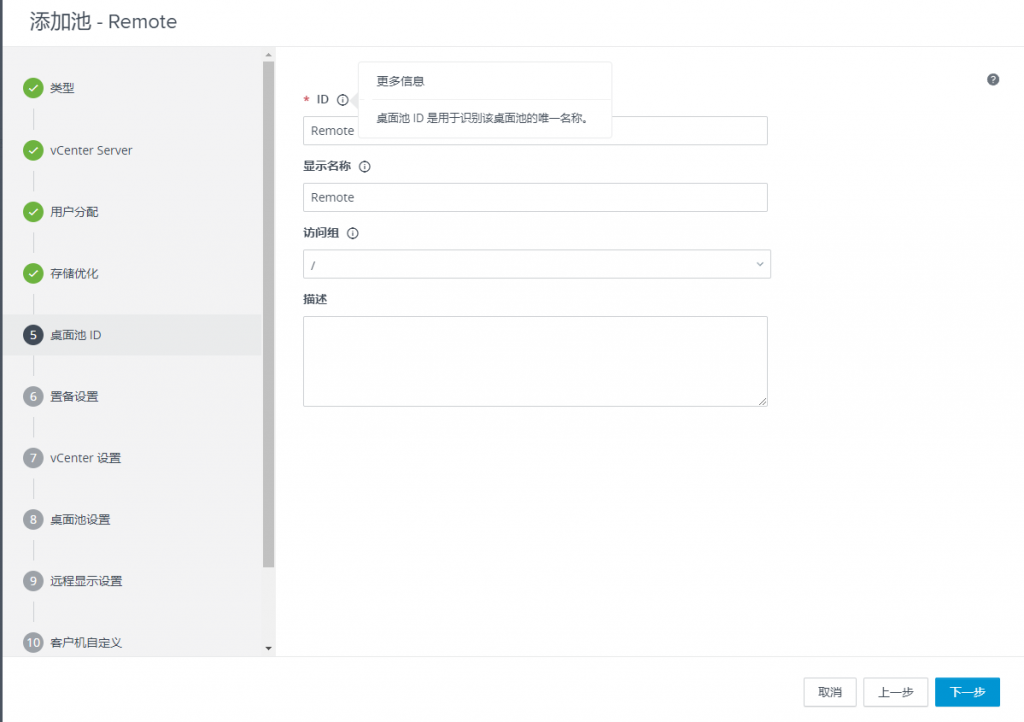 添加池 - Remote
类型
vCenter Server
用户分配
存储优化
5 桌面池 ID
6 置备设置
7 vCenter 设置
8 桌面池设置
9 远程显示设置
10 客户机自定义
更多信息
* ID
桌面池 ID 是用于识别该桌面池的唯一名称。
Remote
显示名称
Remote
访问组
/
描述
取消
上一步
下一步